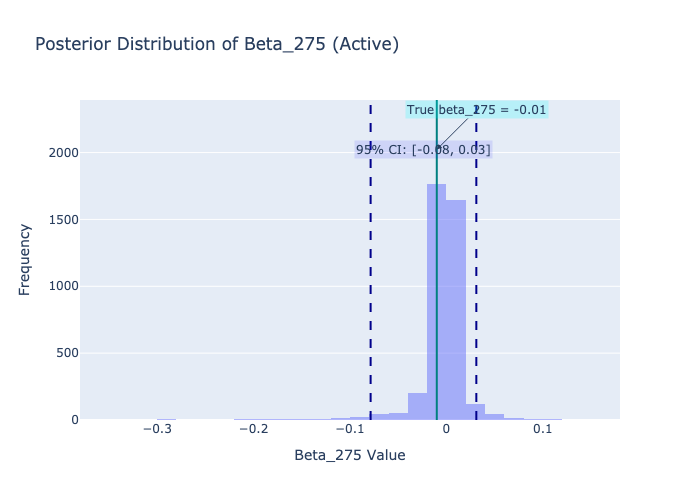 Posterior Distribution of Beta_275 (Active)
True beta_275 = -0.01
95% CI: [-0.08, 0.03]
2000
1500
1000
500
0
Frequency
−0.3
−0.2
−0.1
0
0.1
Beta_275 Value